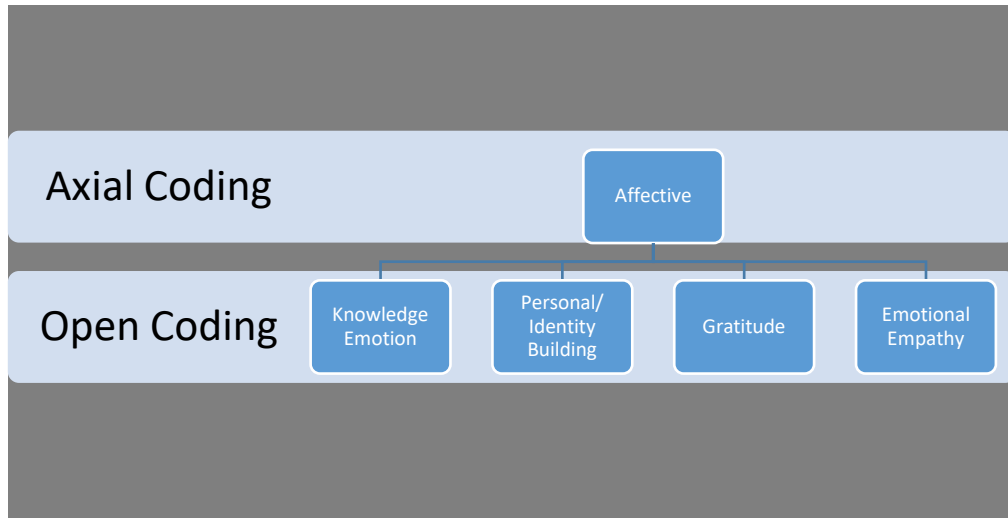 Axial Coding
Affective
Open Coding
Knowledge
Emotion
Personal/
Identity
Building
Gratitude
Emotional
Empathy